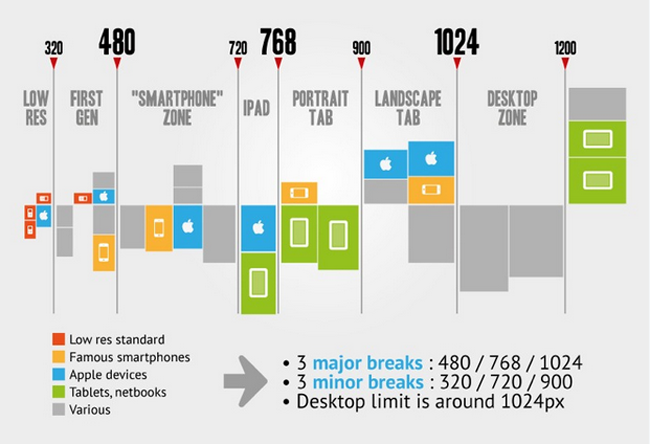 320
480
720
768
900
1024
1200
LOW
RES
FIRST
GEN
"SMARTPHONE"
ZONE
IPAD
PORTRAIT
TAB
LANDSCAPE
TAB
DESKTOP
ZONE
Low res standard
Famous smartphones
Apple devices
Tablets, netbooks
Various
• 3 major breaks : 480 / 768 / 1024
• 3 minor breaks : 320 / 720 / 900
• Desktop limit is around 1024px